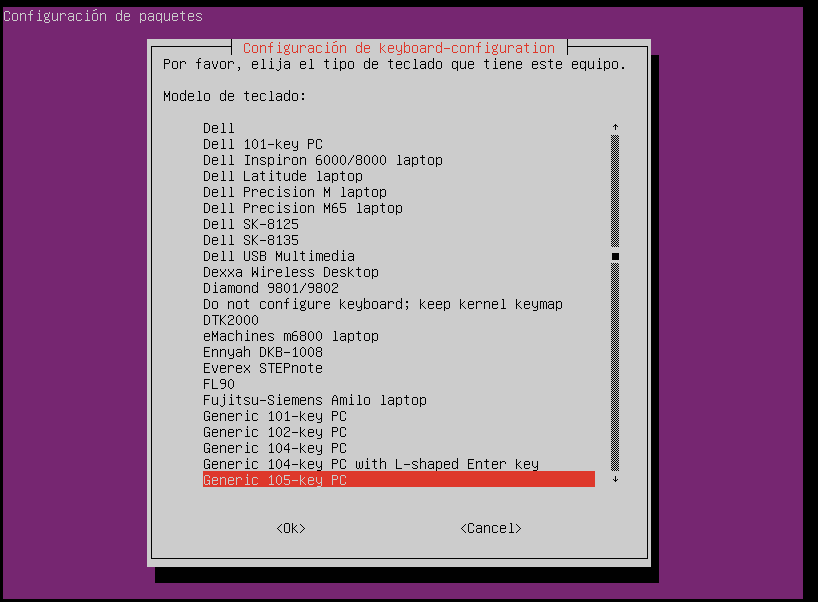 Configuración de paquetes
Configuración de keyboard-configuration
Por favor, elija el tipo de teclado que tiene este equipo.
Modelo de teclado:
Dell
Dell 101-key PC
Dell Inspiron 6000/8000 laptop
Dell Latitude laptop
Dell Precision M laptop
Dell Precision M65 laptop
Dell SK-8125
Dell SK-8135
Dell USB Multimedia
Dexxa Wireless Desktop
Diamond 9801/9802
Do not configure keyboard; keep kernel keymap
DTK2000
eMachines m6800 laptop
Ennyah DKB-1008
Everex STEPnote
FL90
Fujitsu-Siemens Amilo laptop
Generic 101-key PC
Generic 102-key PC
Generic 104-key PC
Generic 104-key PC with L-shaped Enter key
Generic 105-key PC
<Ok> <Cancel>